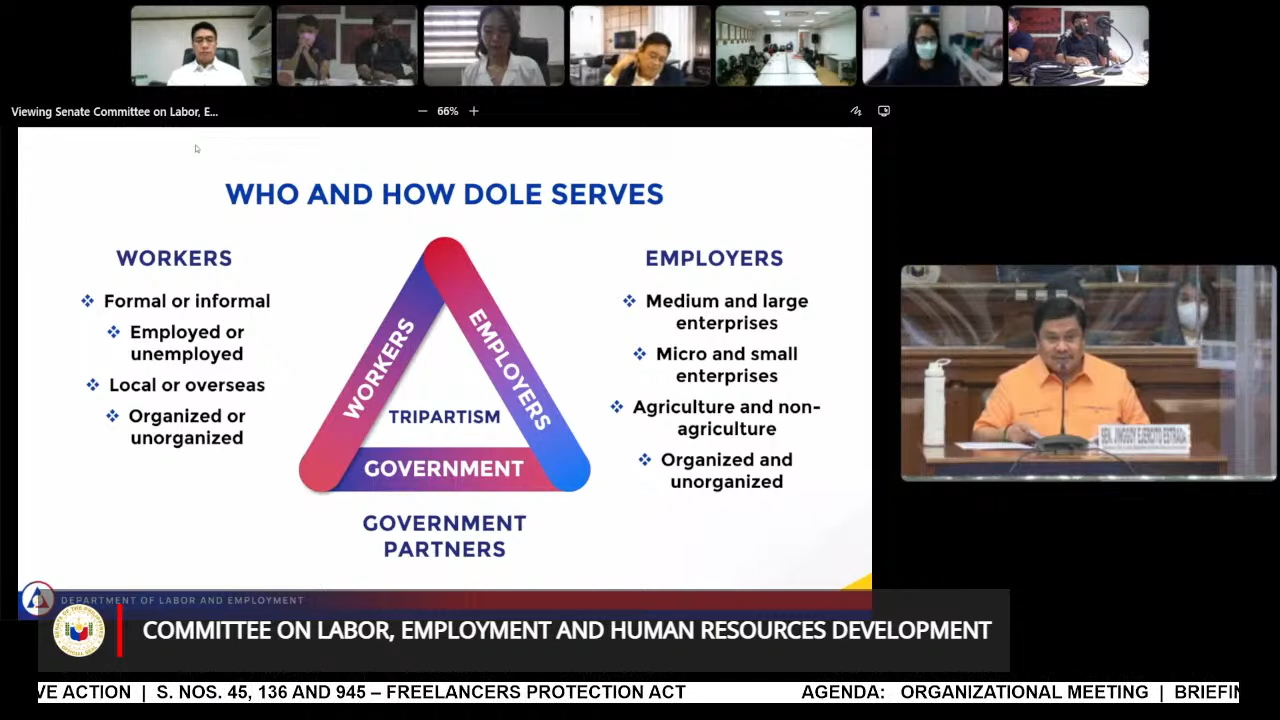 Viewing Senate Committee on Labor, E...
66%
WHO AND HOW DOLE SERVES
WORKERS
❖ Formal or informal
❖ Employed or
unemployed
❖ Local or overseas
❖ Organized or
unorganized
WORKERS
EMPLOYERS
TRIPARTISM
GOVERNMENT
GOVERNMENT
PARTNERS
EMPLOYERS
❖ Medium and large
enterprises
❖ Micro and small
enterprises
❖ Agriculture and non-
agriculture
❖ Organized and
unorganized
SEN. JINGGOY EJERCITO ESTRADA
DEPARTMENT OF LABOR AND EMPLOYMENT
COMMITTEE ON LABOR, EMPLOYMENT AND HUMAN RESOURCES DEVELOPMENT
VE ACTION | S. NOS. 45, 136 AND 945 – FREELANCERS PROTECTION ACT AGENDA: ORGANIZATIONAL MEETING | BRIEFIN